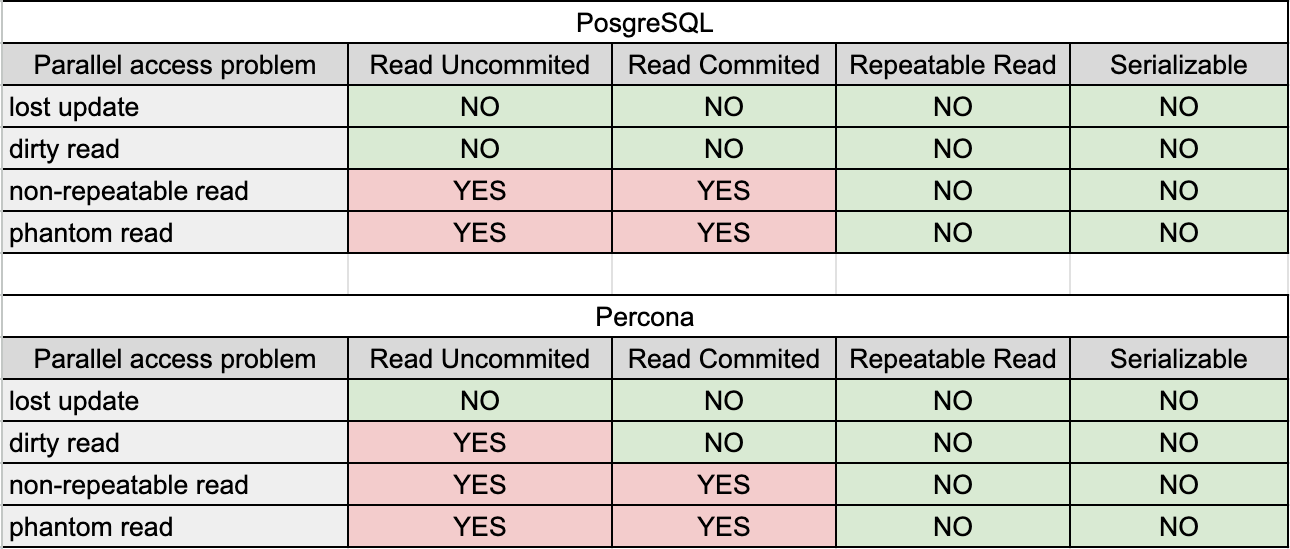 PosgreSQL
Parallel access problem Read Uncommited Read Commited Repeatable Read Serializable
lost update NO NO NO NO
dirty read NO NO NO NO
non-repeatable read YES YES NO NO
phantom read YES YES NO NO
Percona
Parallel access problem Read Uncommited Read Commited Repeatable Read Serializable
lost update NO NO NO NO
dirty read YES NO NO NO
non-repeatable read YES YES NO NO
phantom read YES YES NO NO